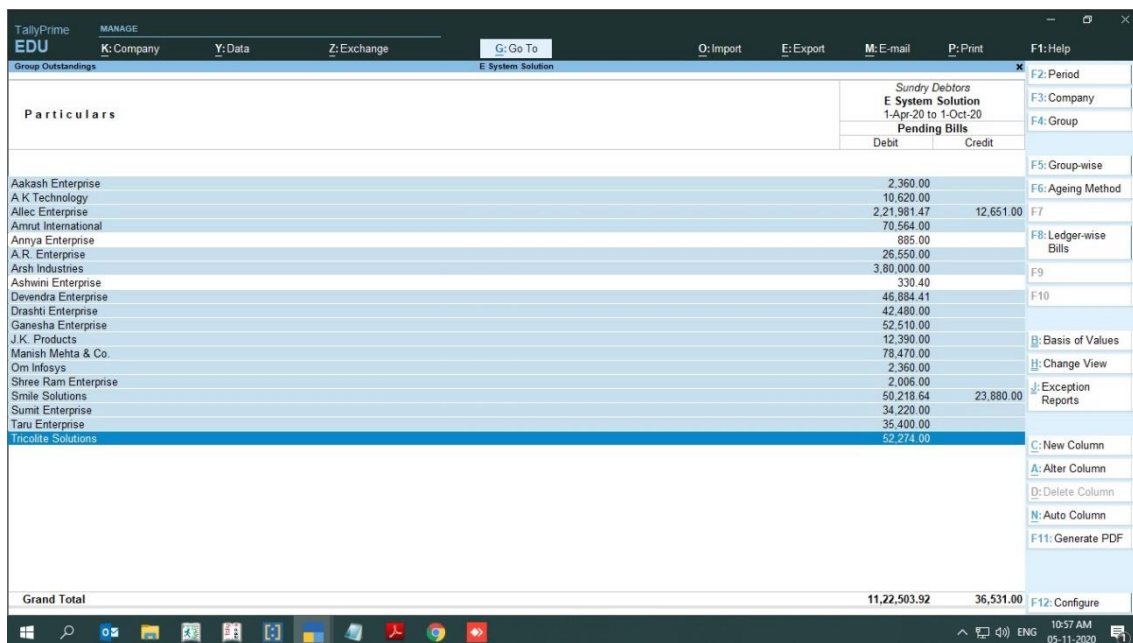 TallyPrime MANAGE
EDU K: Company Y: Data Z: Exchange G: Go To O: Import E: Export M: E-mail P: Print F1: Help
Group Outstandings E System Solution
Particulars
Sundry Debtors
E System Solution
1-Apr-20 to 1-Oct-20
Pending Bills
Debit Credit
Aakash Enterprise 2,360.00
A K Technology 10,620.00
Allec Enterprise 2,21,981.47 12,651.00
Amrut International 70,564.00
Annya Enterprise 885.00
A.R. Enterprise 26,550.00
Arsh Industries 3,80,000.00
Ashwini Enterprise 330.40
Devendra Enterprise 46,884.41
Drashti Enterprise 42,480.00
Ganesha Enterprise 52,510.00
J.K. Products 12,390.00
Manish Mehta & Co. 78,470.00
Om Infosys 2,360.00
Shree Ram Enterprise 2,006.00
Smile Solutions 50,218.64 23,880.00
Sumit Enterprise 34,220.00
Taru Enterprise 35,400.00
Tricolite Solutions 52,274.00
Grand Total 11,22,503.92 36,531.00
F2: Period
F3: Company
F4: Group
F5: Group-wise
F6: Ageing Method
F7
F8: Ledger-wise
Bills
F9
F10
B: Basis of Values
H: Change View
J: Exception
Reports
C: New Column
A: Alter Column
D: Delete Column
N: Auto Column
F11: Generate PDF
F12: Configure
ENG 10:57 AM
05-11-2020